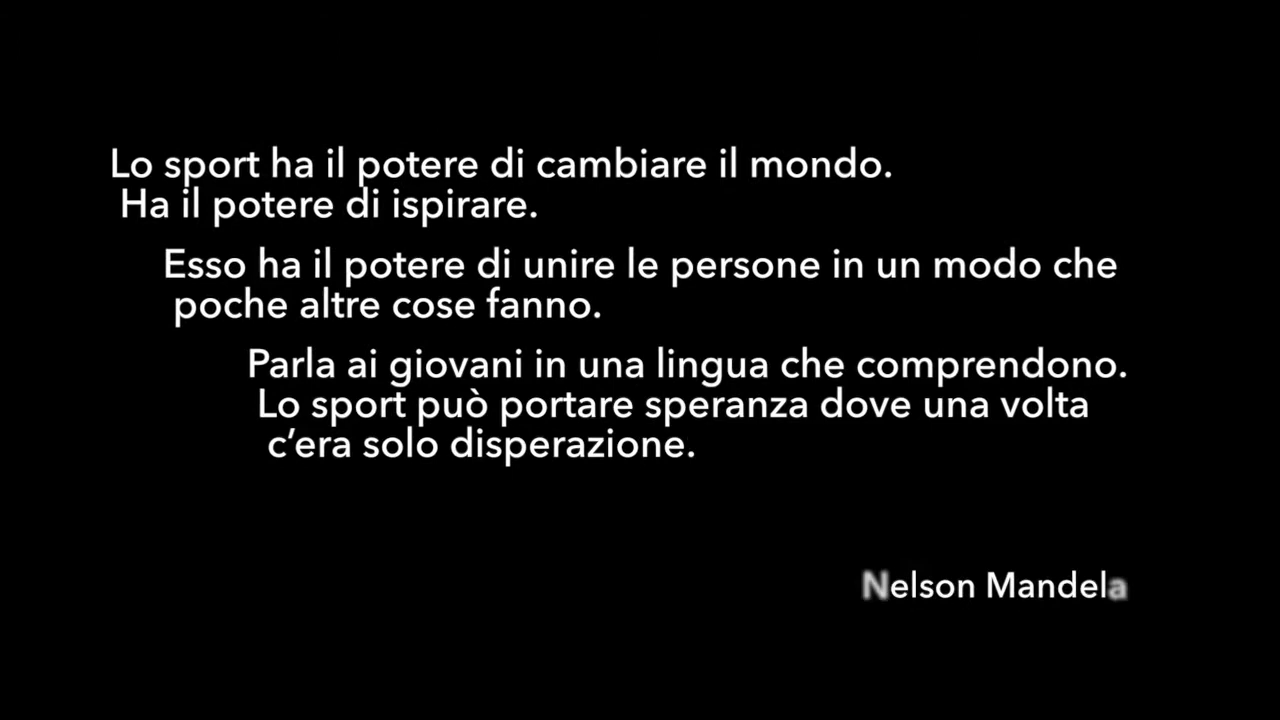 Lo sport ha il potere di cambiare il mondo.
Ha il potere di ispirare.
Esso ha il potere di unire le persone in un modo che
poche altre cose fanno.
Parla ai giovani in una lingua che comprendono.
Lo sport può portare speranza dove una volta
c’era solo disperazione.
Nelson Mandela